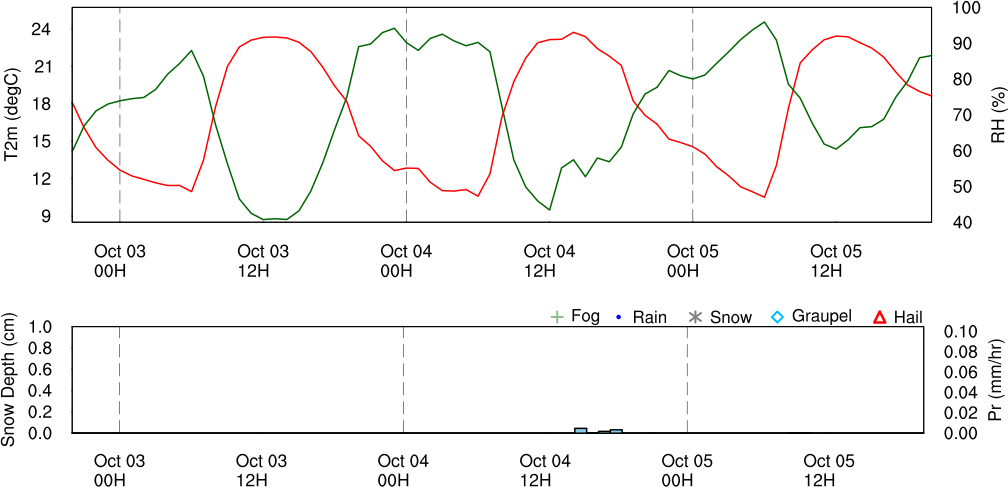 24
21
18
15
12
9
T2m (degC)
100
90
80
70
60
50
40
RH (%)
Oct 03 00H
Oct 03 12H
Oct 04 00H
Oct 04 12H
Oct 05 00H
Oct 05 12H
Fog Rain Snow Graupel Hail
1.0
0.8
0.6
0.4
0.2
0.0
Snow Depth (cm)
0.10
0.08
0.06
0.04
0.02
0.00
Pr (mm/hr)
Oct 03 00H
Oct 03 12H
Oct 04 00H
Oct 04 12H
Oct 05 00H
Oct 05 12H